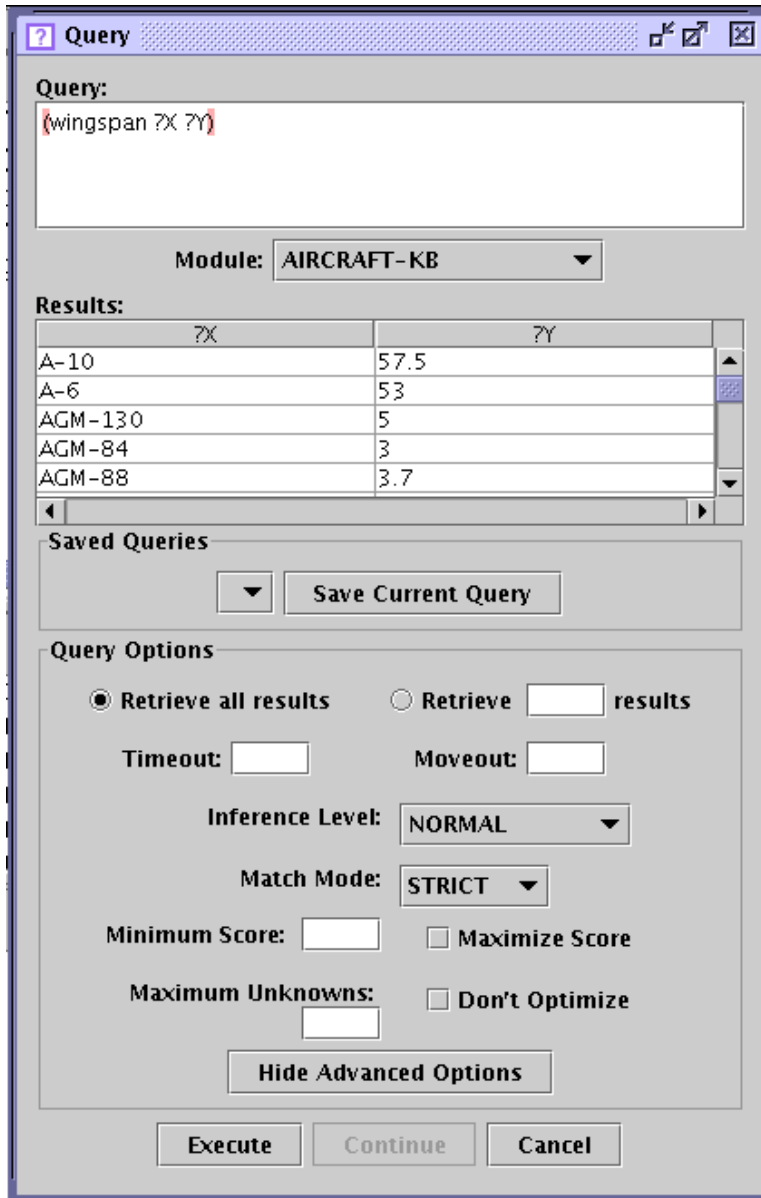 ? Query
Query:
(wingspan ?X ?Y)
Module: AIRCRAFT-KB
Results:
?X ?Y
A-10 57.5
A-6 53
AGM-130 5
AGM-84 3
AGM-88 3.7
Saved Queries
Save Current Query
Query Options
Retrieve all results Retrieve results
Timeout: Moveout:
Inference Level: NORMAL
Match Mode: STRICT
Minimum Score: Maximize Score
Maximum Unknowns: Don't Optimize
Hide Advanced Options
Execute Continue Cancel